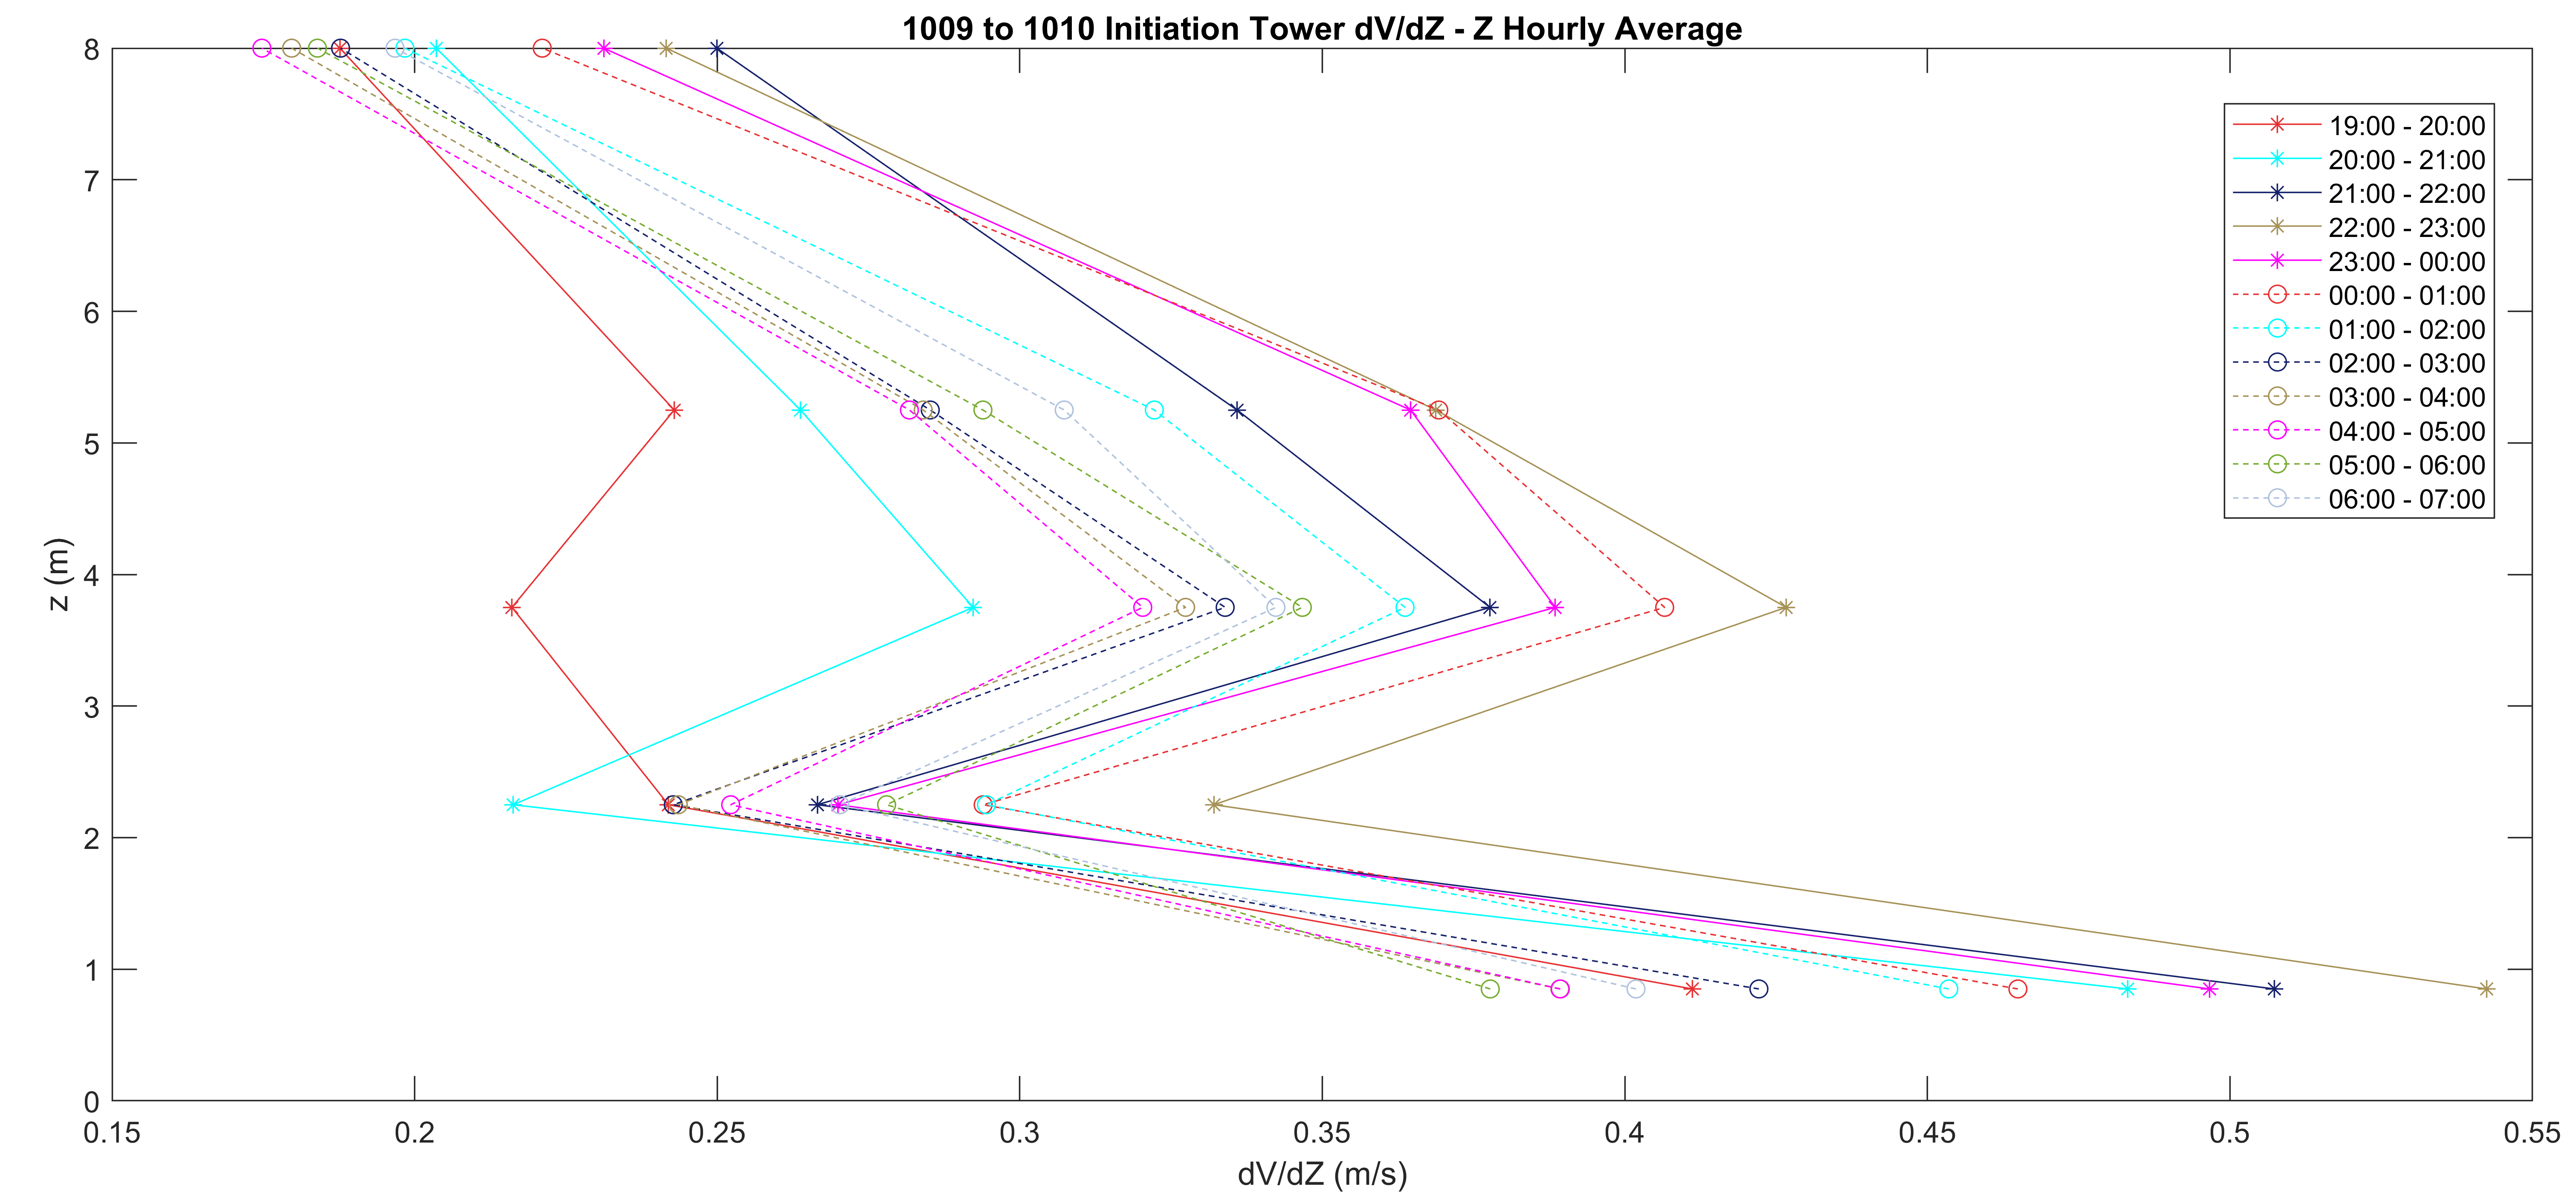 1009 to 1010 Initiation Tower dV/dZ - Z Hourly Average
8
7
6
5
4
3
2
1
0
z (m)
19:00 - 20:00
20:00 - 21:00
21:00 - 22:00
22:00 - 23:00
23:00 - 00:00
00:00 - 01:00
01:00 - 02:00
02:00 - 03:00
03:00 - 04:00
04:00 - 05:00
05:00 - 06:00
06:00 - 07:00
0.15 0.2 0.25 0.3 0.35 0.4 0.45 0.5 0.55
dV/dZ (m/s)